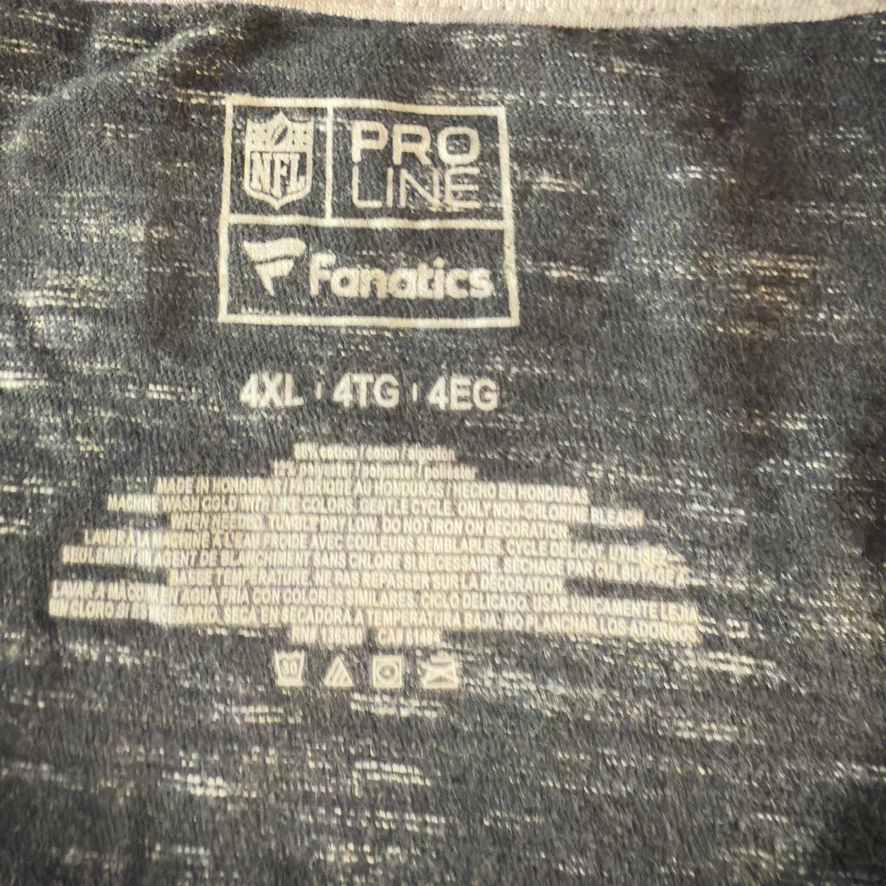 NFL
PRO
LINE
Fanatics
4XL | 4TG | 4EG
MADE IN HONDURAS / FABRIQUÉ AU HONDURAS / HECHO EN HONDURAS
WASH COLD WITH LIKE COLORS, GENTLE CYCLE, ONLY NON-CHLORINE
WHEN NEEDED, TUMBLE DRY LOW, DO NOT IRON ON DECORATION
LAVER À LA MACHINE À L'EAU FROIDE AVEC COULEURS SEMBLABLES, CYCLE DÉLICAT,
AGENT DE BLANCHIMENT SANS CHLORE SI NÉCESSAIRE, SÉCHAGE PAR CULBUTAGE À
BASSE TEMPÉRATURE, NE PAS REPASSER SUR LA DÉCORATION
LAVAR A MÁQUINA EN AGUA FRÍA CON COLORES SIMILARES, CICLO DELICADO, USAR ÚNICAMENTE
SIN CLORO SI ES SECA EN SECADORA A TEMPERATURA BAJA, NO PLANCHAR LOS ADORNOS